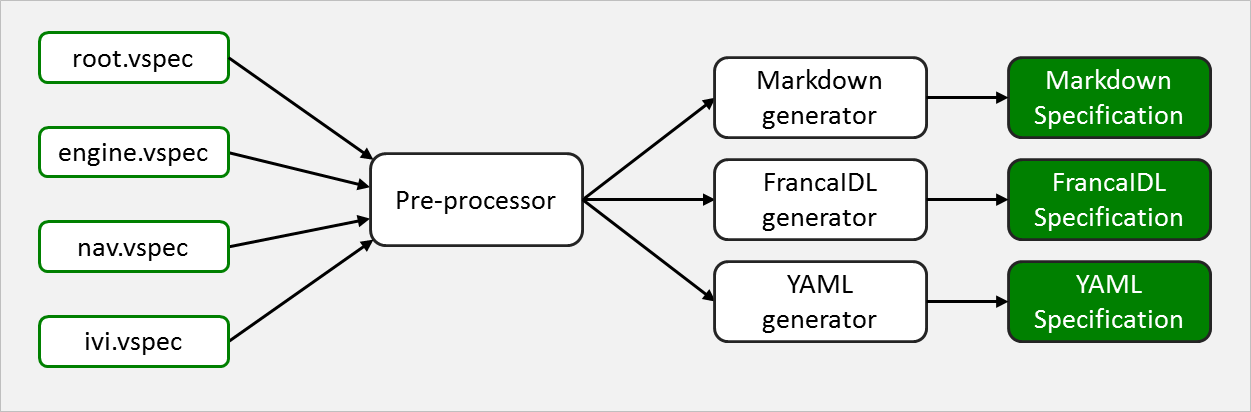 root.vspec
engine.vspec
nav.vspec
ivi.vspec
Pre-processor
Markdown
generator
FrancaIDL
generator
YAML
generator
Markdown
Specification
FrancaIDL
Specification
YAML
Specification